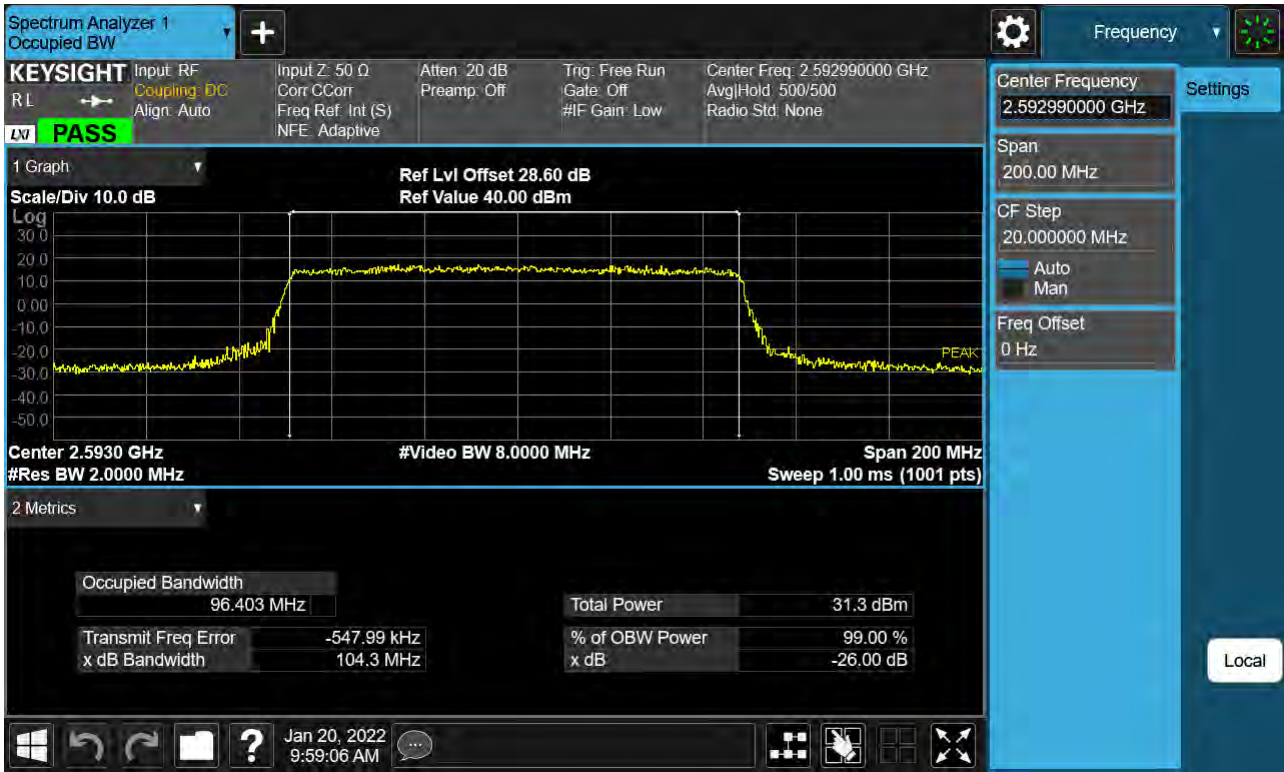 Spectrum Analyzer 1
Occupied BW
+
Frequency
KEYSIGHT
RL
LXI
PASS
Input: RF
Coupling: DC
Align: Auto
Input Z: 50 Ω
Corr CCorr
Freq Ref: Int (S)
NFE: Adaptive
Atten: 20 dB
Preamp: Off
Trig: Free Run
Gate: Off
#IF Gain: Low
Center Freq: 2.592990000 GHz
Avg|Hold: 500/500
Radio Std: None
Center Frequency
2.592990000 GHz
Settings
Span
200.00 MHz
CF Step
20.000000 MHz
Auto
Man
Freq Offset
0 Hz
Local
1 Graph
Scale/Div 10.0 dB
Ref Lvl Offset 28.60 dB
Ref Value 40.00 dBm
Log
30.0
20.0
10.0
0.00
-10.0
-20.0
-30.0
-40.0
-50.0
PEAK
Center 2.5930 GHz
#Video BW 8.0000 MHz
Span 200 MHz
#Res BW 2.0000 MHz
Sweep 1.00 ms (1001 pts)
2 Metrics
Occupied Bandwidth
96.403 MHz
Total Power 31.3 dBm
Transmit Freq Error -547.99 kHz
% of OBW Power 99.00 %
x dB Bandwidth 104.3 MHz
x dB -26.00 dB
?
Jan 20, 2022
9:59:06 AM